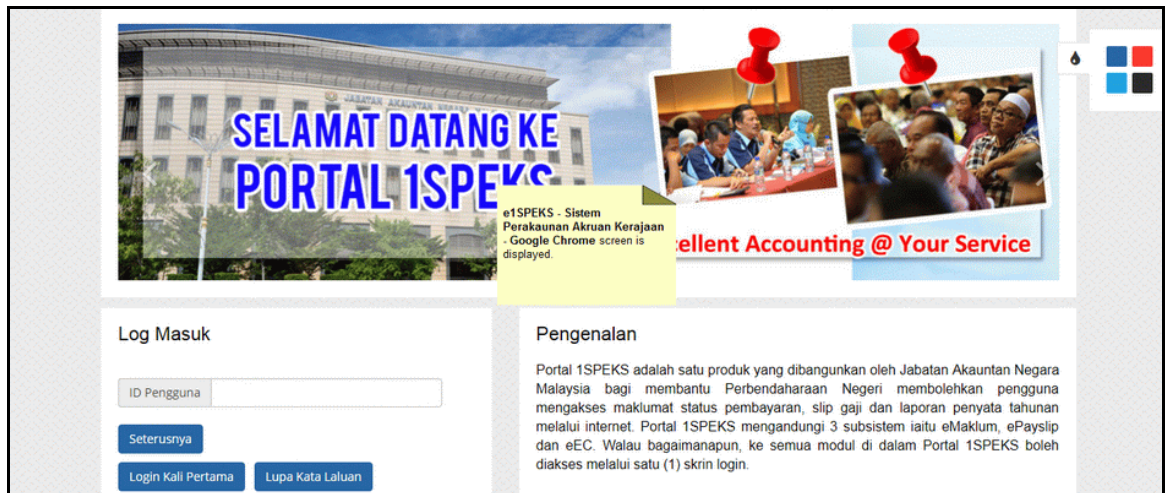 JABATAN AKAUNTAN NEGARA
SELAMAT DATANG KE
PORTAL 1SPEKS
e1SPEKS - Sistem
Perakaunan Akruan Kerajaan
- Google Chrome screen is
displayed.
cellent Accounting @ Your Service
Log Masuk
ID Pengguna
Seterusnya
Login Kali Pertama
Lupa Kata Laluan
Pengenalan
Portal 1SPEKS adalah satu produk yang dibangunkan oleh Jabatan Akauntan Negara
Malaysia bagi membantu Perbendaharaan Negeri membolehkan pengguna
mengakses maklumat status pembayaran, slip gaji dan laporan penyata tahunan
melalui internet. Portal 1SPEKS mengandungi 3 subsistem iaitu eMaklum, ePayslip
dan eEC. Walau bagaimanapun, ke semua modul di dalam Portal 1SPEKS boleh
diakses melalui satu (1) skrin login.